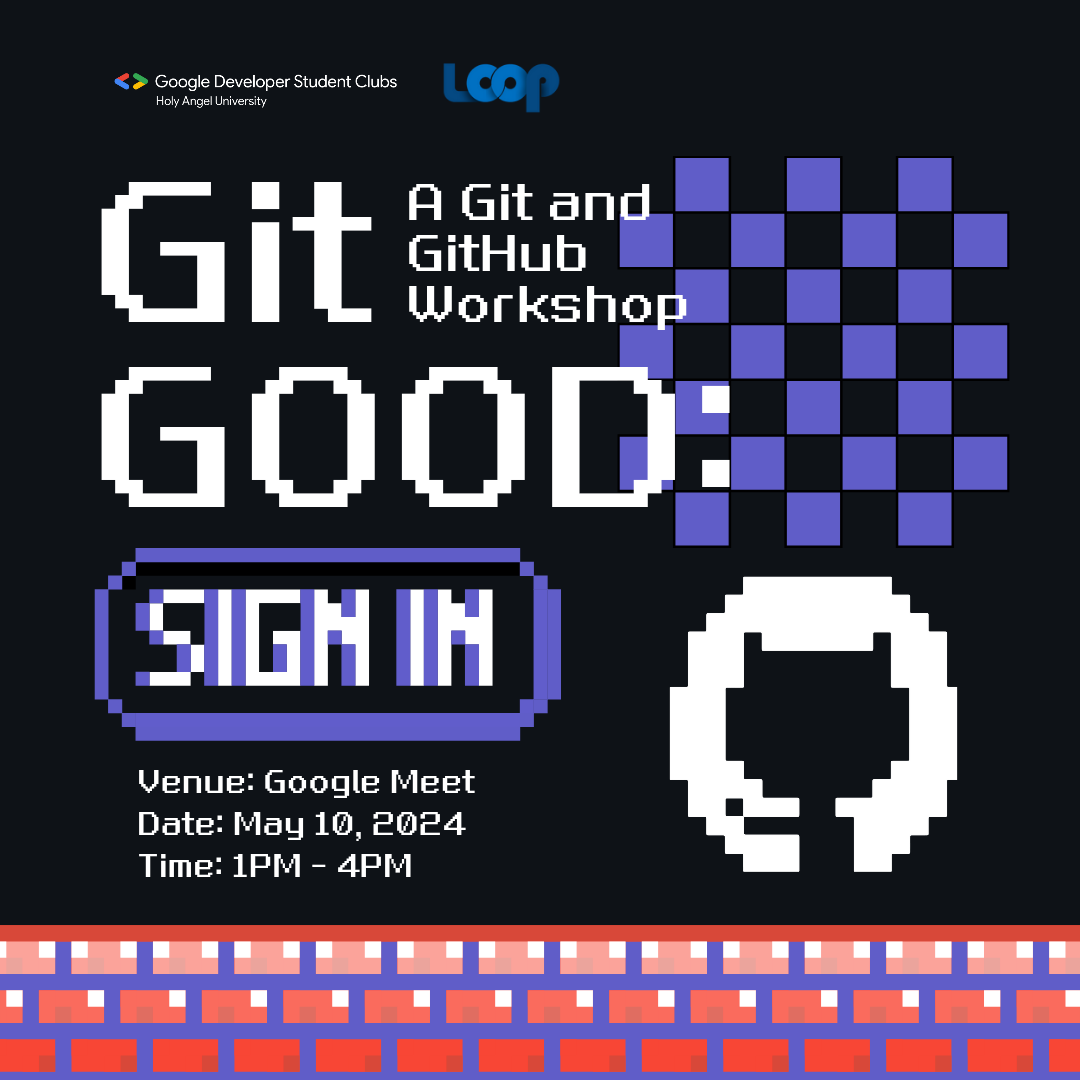 Google Developer Student Clubs
Holy Angel University
Loop
Git
A Git and
GitHub
Workshop
GOOD:
SIGN IN
Venue: Google Meet
Date: May 10, 2024
Time: 1PM - 4PM